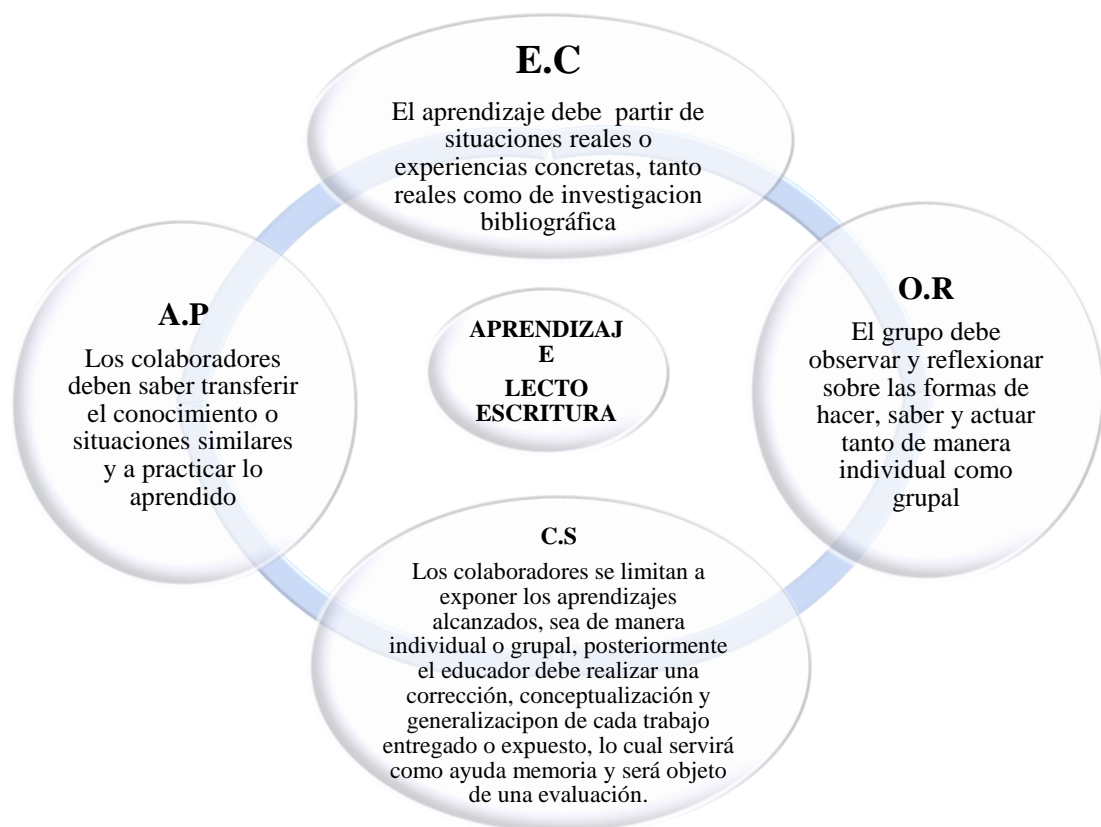 E.C
El aprendizaje debe partir de
situaciones reales o
experiencias concretas, tanto
reales como de investigacion
bibliográfica
O.R
El grupo debe
observar y reflexionar
sobre las formas de
hacer, saber y actuar
tanto de manera
individual como
grupal
C.S
Los colaboradores se limitan a
exponer los aprendizajes
alcanzados, sea de manera
individual o grupal, posteriormente
el educador debe realizar una
corrección, conceptualización y
generalizacipon de cada trabajo
entregado o expuesto, lo cual servirá
como ayuda memoria y será objeto
de una evaluación.
A.P
Los colaboradores
deben saber transferir
el conocimiento o
situaciones similares
y a practicar lo
aprendido
APRENDIZAJ
E
LECTO
ESCRITURA